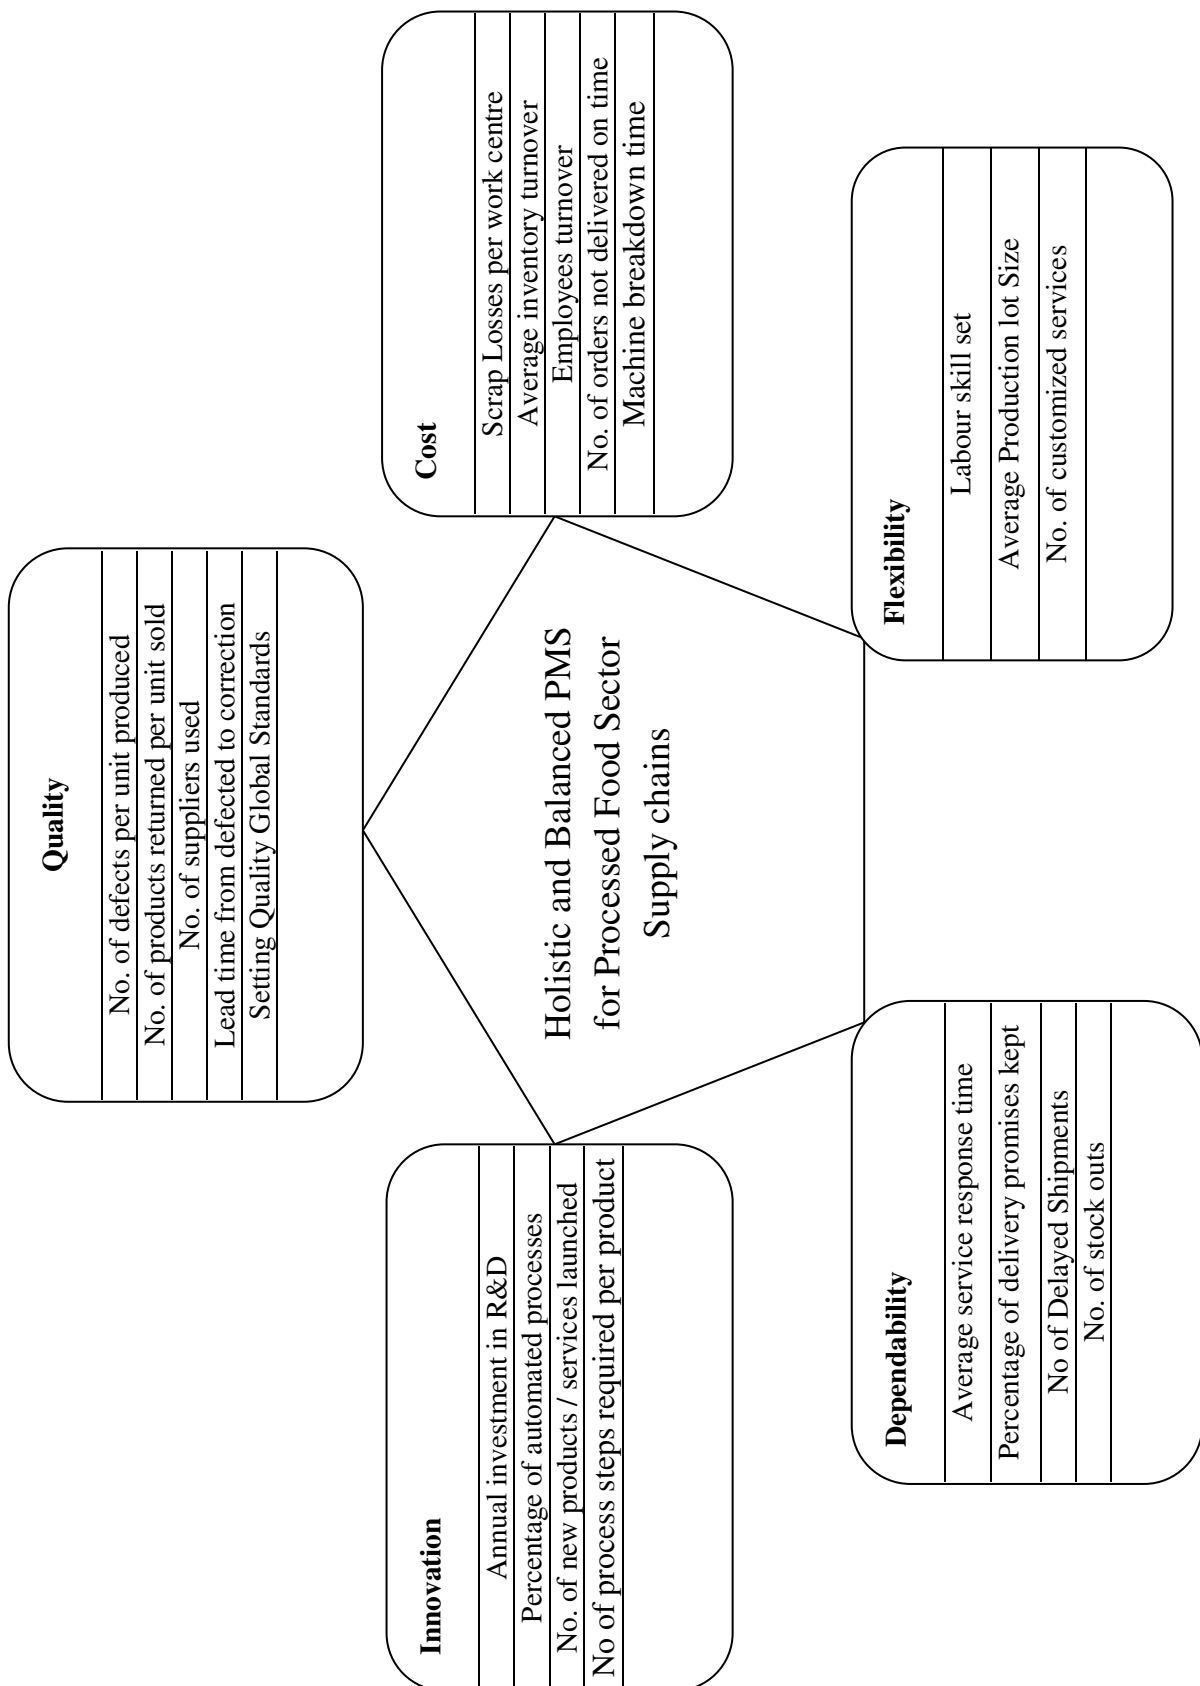 Quality
No. of defects per unit produced
No. of products returned per unit sold
No. of suppliers used
Lead time from defected to correction
Setting Quality Global Standards
Innovation
Annual investment in R&D
Percentage of automated processes
No. of new products / services launched
No of process steps required per product
Holistic and Balanced PMS
for Processed Food Sector
Supply chains
Cost
Scrap Losses per work centre
Average inventory turnover
Employees turnover
No. of orders not delivered on time
Machine breakdown time
Dependability
Average service response time
Percentage of delivery promises kept
No of Delayed Shipments
No. of stock outs
Flexibility
Labour skill set
Average Production lot Size
No. of customized services